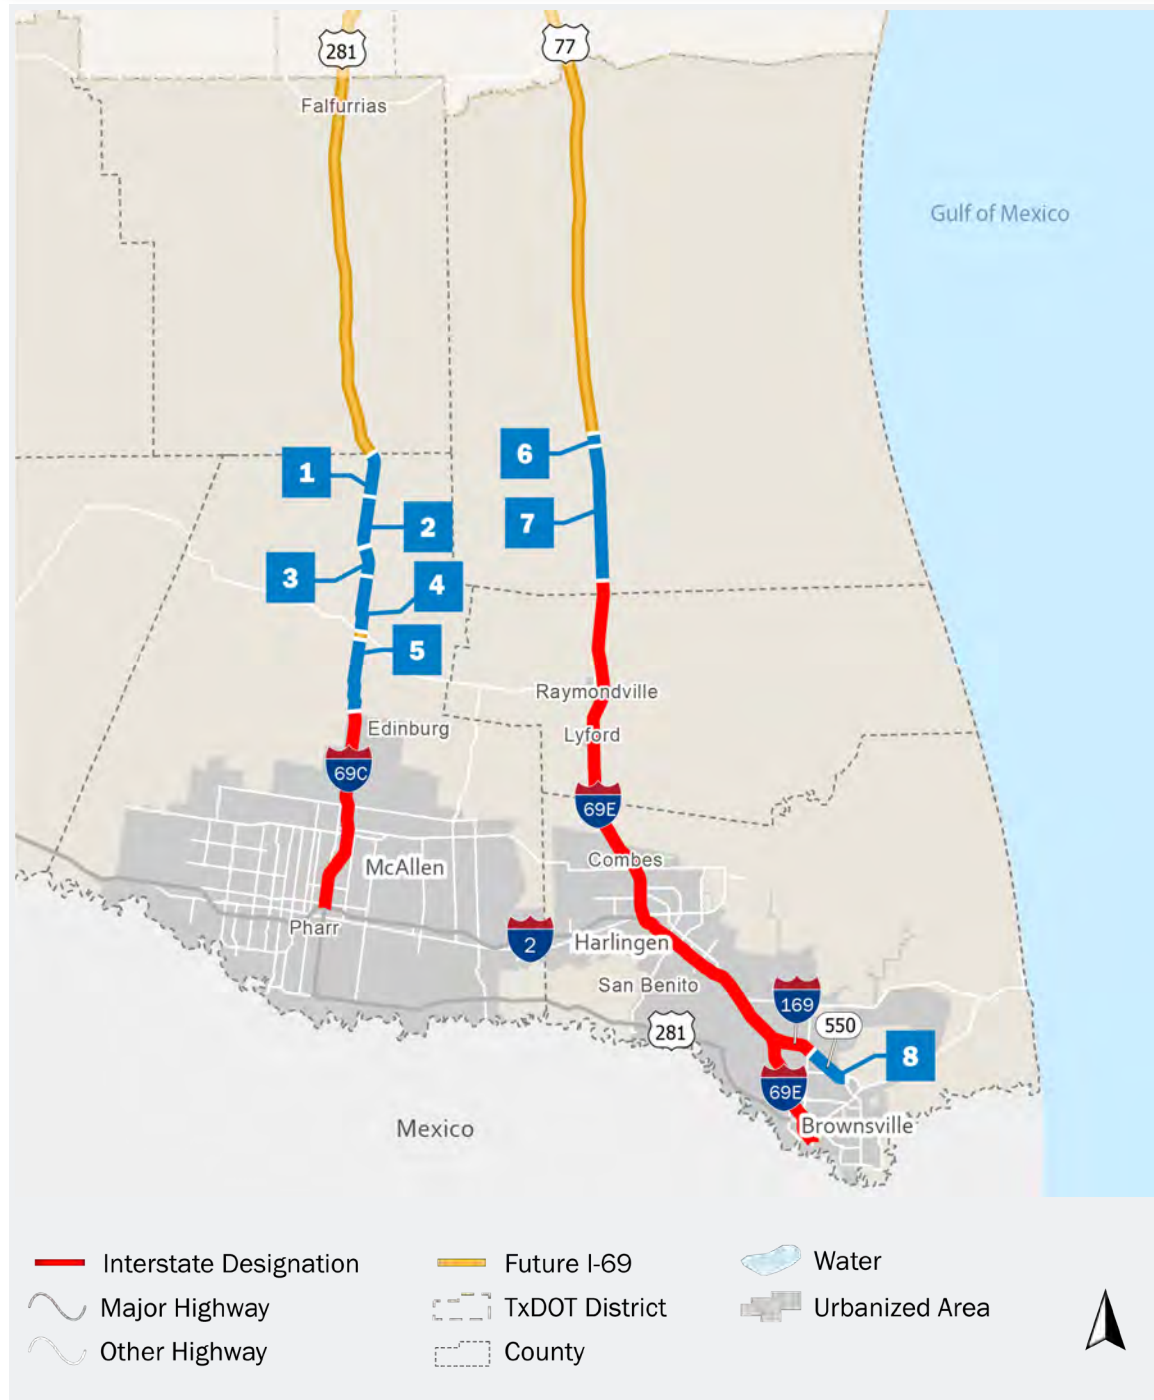 281
77
Falfurrias
Gulf of Mexico
6
1
7
2
3
4
5
Raymondville
Edinburg
Lyford
69C
69E
Combes
McAllen
Pharr
2
Harlingen
San Benito
169
550
281
8
69E
Brownsville
Mexico
Interstate Designation
Future I-69
Water
Major Highway
TxDOT District
Urbanized Area
Other Highway
County